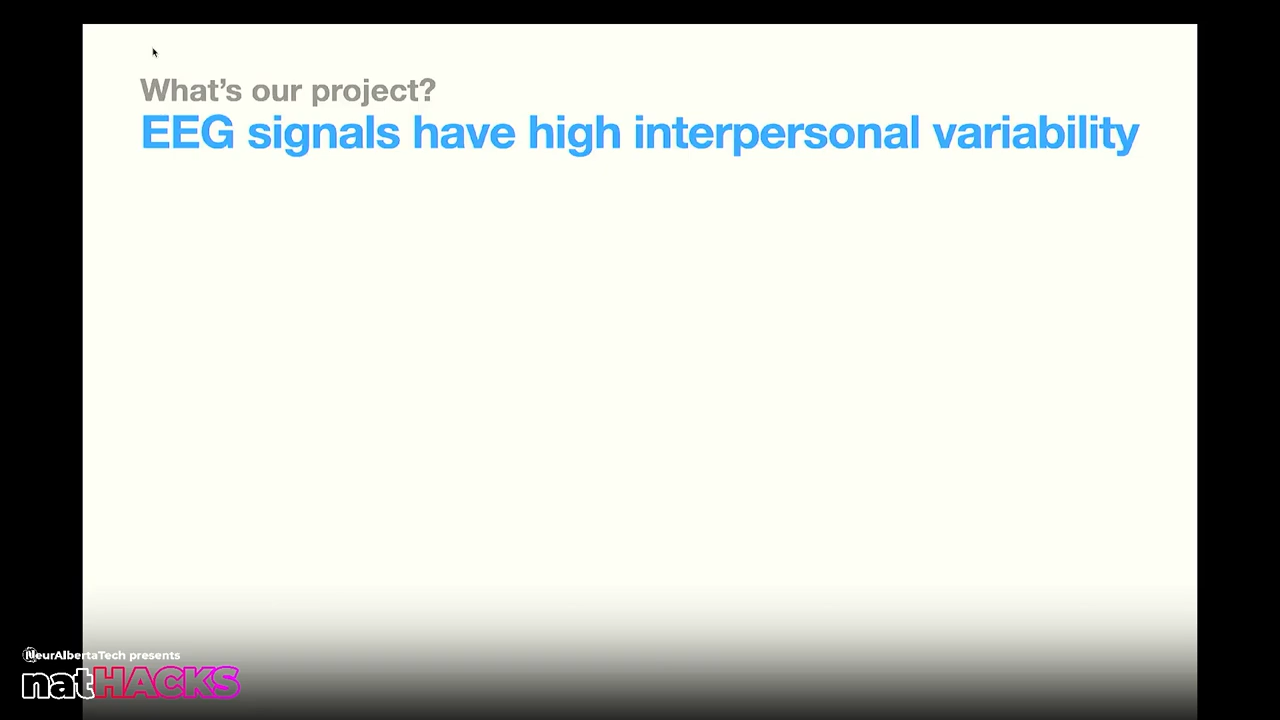 What's our project?
EEG signals have high interpersonal variability
NeurAlbertaTech presents
natHACKS